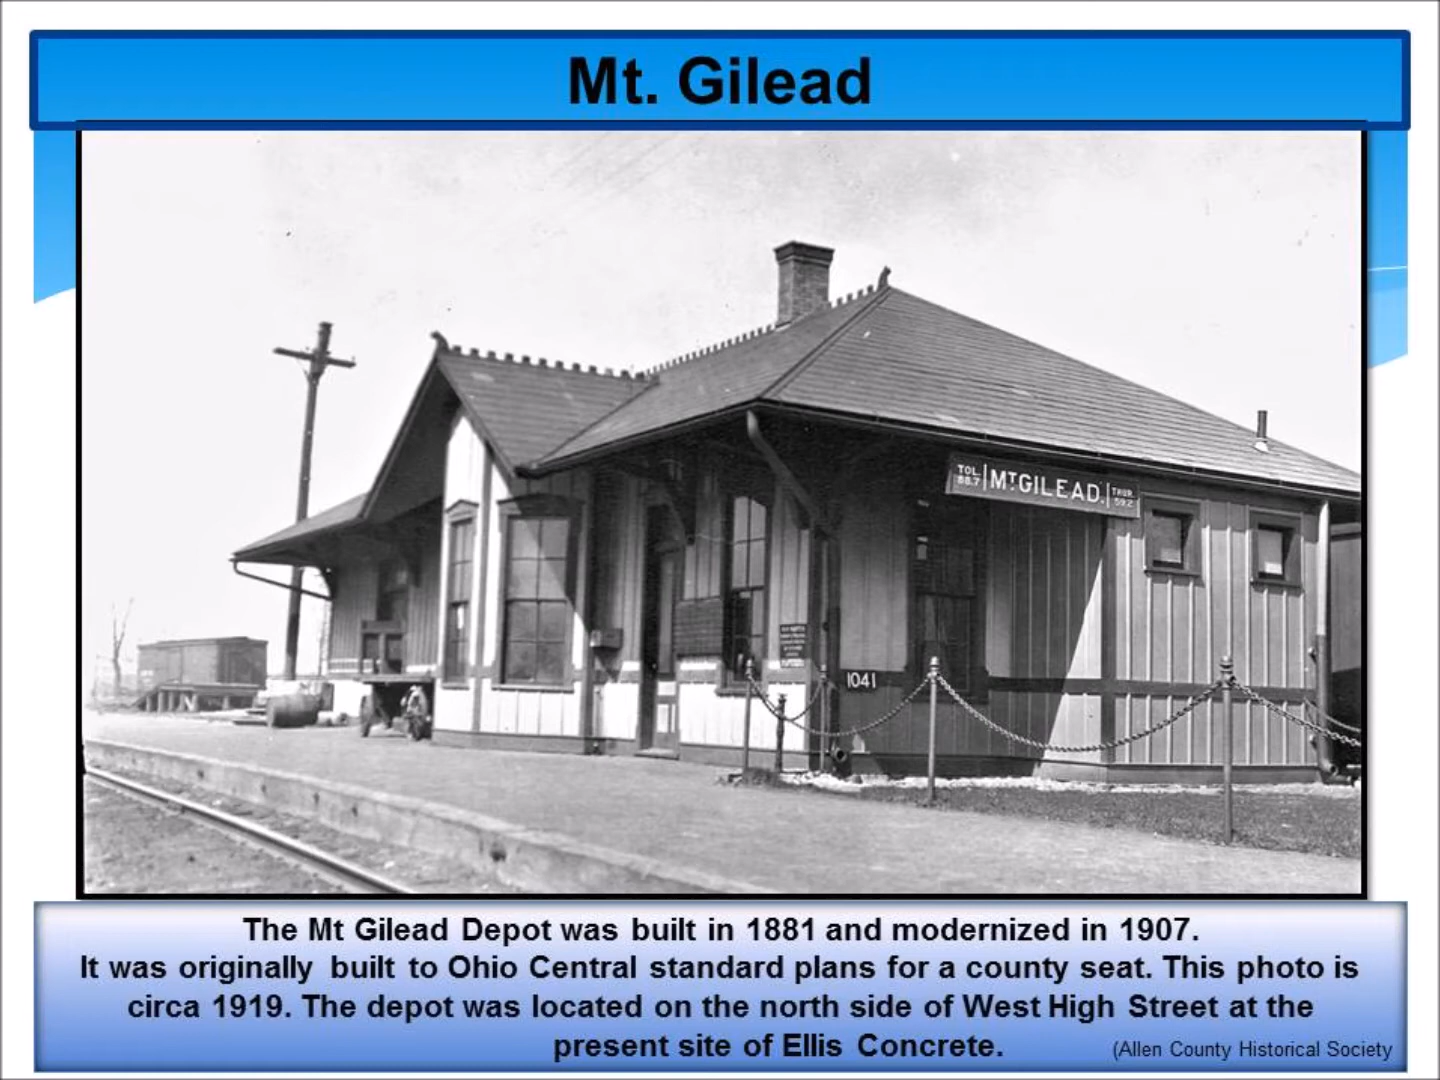 Mt. Gilead
TOL. 88.7 MT GILEAD. THUR. 59.2
1041
The Mt Gilead Depot was built in 1881 and modernized in 1907.
It was originally built to Ohio Central standard plans for a county seat. This photo is
circa 1919. The depot was located on the north side of West High Street at the
present site of Ellis Concrete.
(Allen County Historical Society